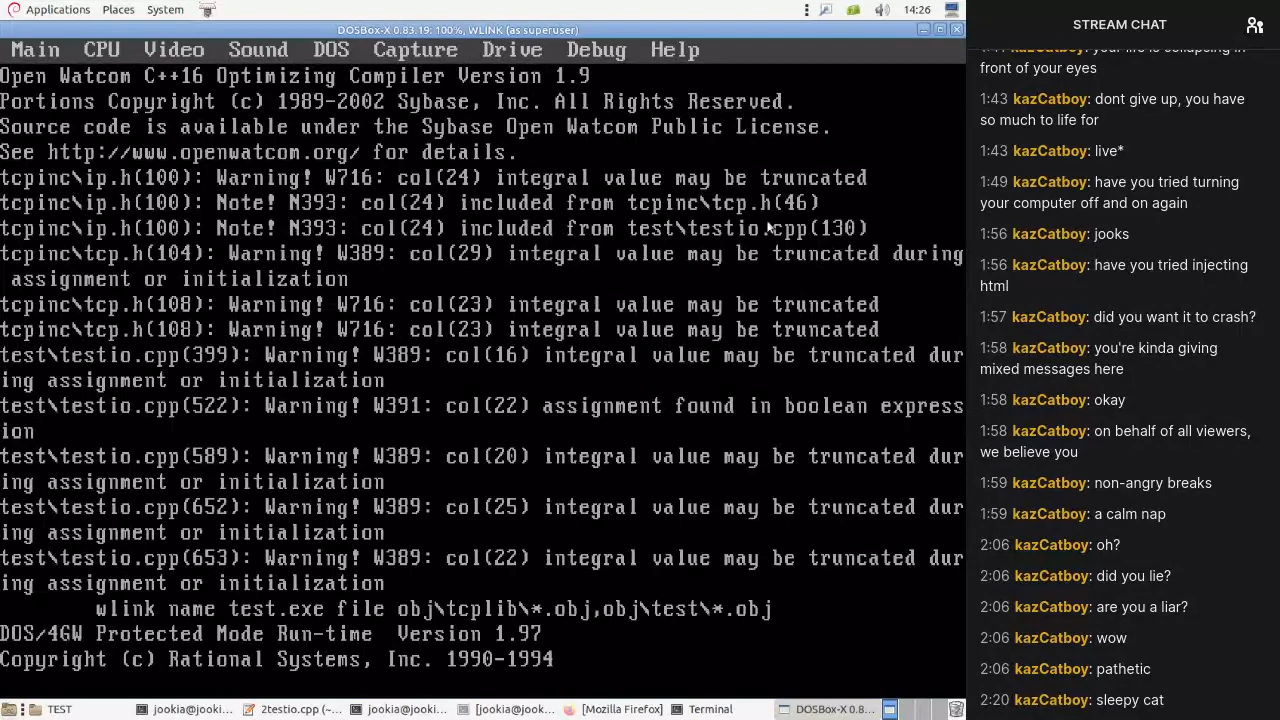 Applications Places System 14:26
DOSBox-X 0.83.19: 100%, WLINK (as superuser)
Main CPU Video Sound DOS Capture Drive Debug Help
Open Watcom C++16 Optimizing Compiler Version 1.9
Portions Copyright (c) 1989-2002 Sybase, Inc. All Rights Reserved.
Source code is available under the Sybase Open Watcom Public License.
See http://www.openwatcom.org/ for details.
tcpinc\ip.h(100): Warning! W716: col(24) integral value may be truncated
tcpinc\ip.h(100): Note! N393: col(24) included from tcpinc\tcp.h(46)
tcpinc\ip.h(100): Note! N393: col(24) included from test\testio.cpp(130)
tcpinc\tcp.h(104): Warning! W389: col(29) integral value may be truncated during
 assignment or initialization
tcpinc\tcp.h(108): Warning! W716: col(23) integral value may be truncated
tcpinc\tcp.h(108): Warning! W716: col(23) integral value may be truncated
test\testio.cpp(399): Warning! W389: col(16) integral value may be truncated dur
ing assignment or initialization
test\testio.cpp(522): Warning! W391: col(22) assignment found in boolean express
ion
test\testio.cpp(589): Warning! W389: col(20) integral value may be truncated dur
ing assignment or initialization
test\testio.cpp(652): Warning! W389: col(25) integral value may be truncated dur
ing assignment or initialization
test\testio.cpp(653): Warning! W389: col(22) integral value may be truncated dur
ing assignment or initialization
wlink name test.exe file obj\tcplib\*.obj,obj\test\*.obj
DOS/4GW Protected Mode Run-time Version 1.97
Copyright (c) Rational Systems, Inc. 1990-1994
TEST jookia@jooki... 2testio.cpp (~... jookia@jooki... [jookia@jooki... [Mozilla Firefox] Terminal DOSBox-X 0.8...
STREAM CHAT
front of your eyes
1:43 kazCatboy: dont give up, you have
so much to life for
1:43 kazCatboy: live*
1:49 kazCatboy: have you tried turning
your computer off and on again
1:56 kazCatboy: jooks
1:56 kazCatboy: have you tried injecting
html
1:57 kazCatboy: did you want it to crash?
1:58 kazCatboy: you're kinda giving
mixed messages here
1:58 kazCatboy: okay
1:58 kazCatboy: on behalf of all viewers,
we believe you
1:59 kazCatboy: non-angry breaks
1:59 kazCatboy: a calm nap
2:06 kazCatboy: oh?
2:06 kazCatboy: did you lie?
2:06 kazCatboy: are you a liar?
2:06 kazCatboy: wow
2:06 kazCatboy: pathetic
2:20 kazCatboy: sleepy cat